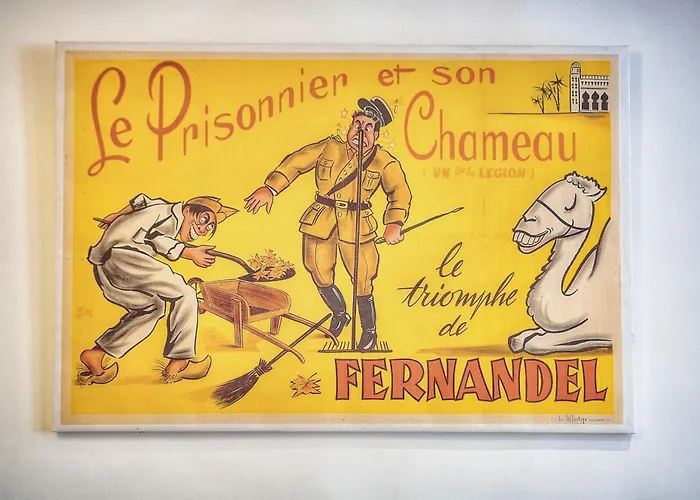 Le Prisonnier et son
Chameau
(UN de la LEGION)
le
triomphe
de
FERNANDEL